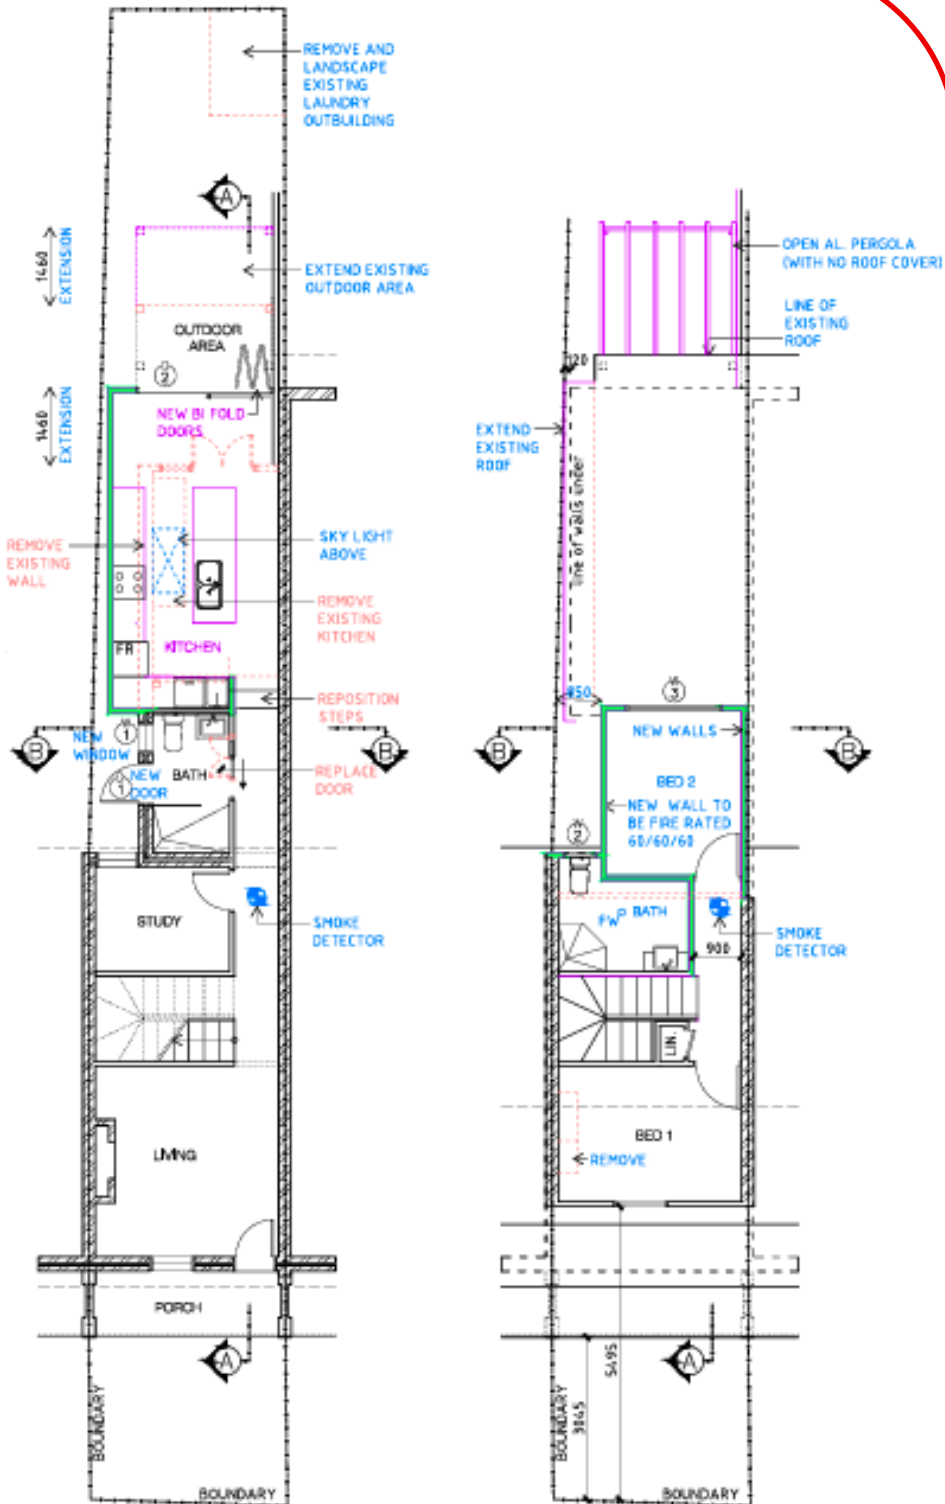 REMOVE AND
LANDSCAPE
EXISTING
LAUNDRY
OUTBUILDING
A
1460
EXTENSION
EXTEND EXISTING
OUTDOOR AREA
OUTDOOR
AREA
2
1460
EXTENSION
NEW BI FOLD
DOORS
REMOVE
EXISTING
WALL
SKY LIGHT
ABOVE
REMOVE
EXISTING
KITCHEN
FR
KITCHEN
REPOSITION
STEPS
B
NEW
WINDOW
1
B
1
NEW
DOOR
BATH
REPLACE
DOOR
STUDY
SMOKE
DETECTOR
LIVING
PORCH
A
BOUNDARY
BOUNDARY
OPEN AL. PERGOLA
(WITH NO ROOF COVER)
LINE OF
EXISTING
ROOF
120
EXTEND
EXISTING
ROOF
line of walls under
850
3
B
NEW WALLS
B
BED 2
NEW WALL TO
BE FIRE RATED
60/60/60
2
BATH
FW
SMOKE
DETECTOR
900
LIN.
BED 1
REMOVE
A
5495
3045
BOUNDARY
BOUNDARY